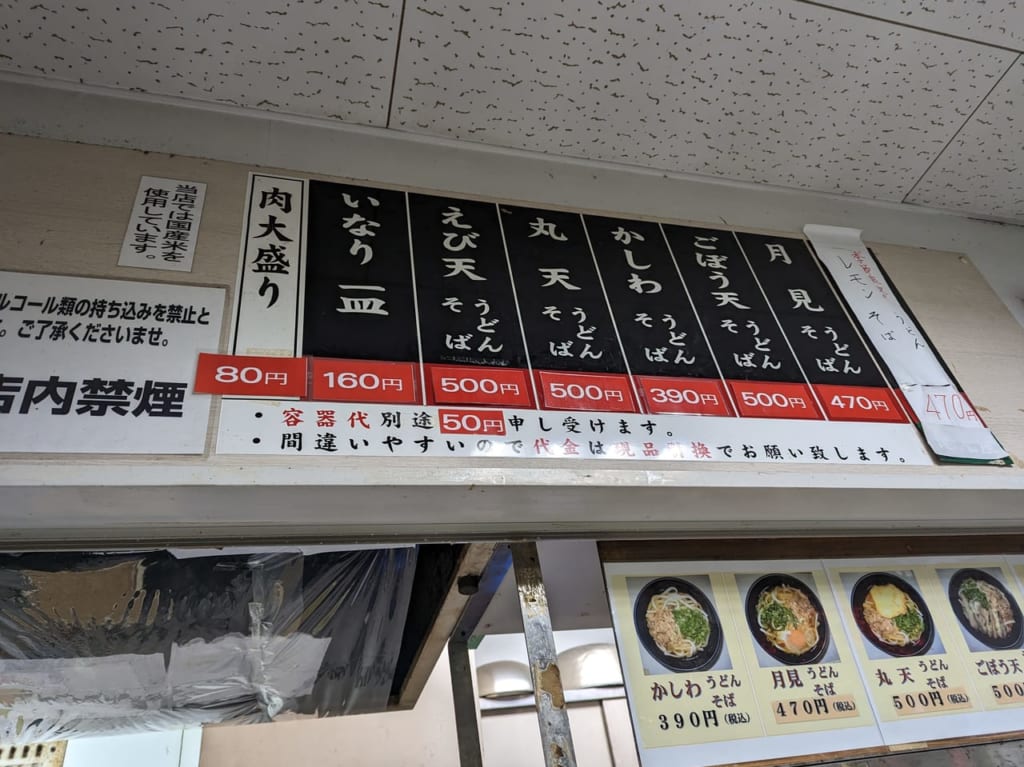 当店では国産米を
使用しています。
ルコール類の持ち込みを禁止と
ご了承くださいませ。
店内禁煙
肉大盛り
80円
いなり一皿
160円
えび天 うどん そば
500円
丸天 うどん そば
500円
かしわ うどん そば
390円
ごぼう天 うどん そば
500円
月見 うどん そば
470円
レモン うどん そば
470円
・容器代別途50円申し受けます。
・間違いやすいので代金は現品引換でお願い致します。
かしわ うどん そば
390円(税込)
月見 うどん そば
470円(税込)
丸天 うどん そば
500円(税込)
ごぼう天
500